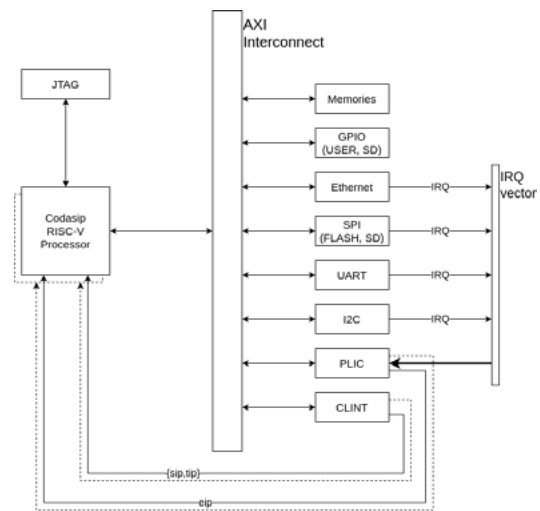 AXI
Interconnect
JTAG
Memories
GPIO
(USER, SD)
IRQ
vector
Ethernet
IRQ
Codasip
RISC-V
Processor
SPI
(FLASH, SD)
IRQ
UART
IRQ
I2C
IRQ
PLIC
CLINT
{sip,tip}
eip